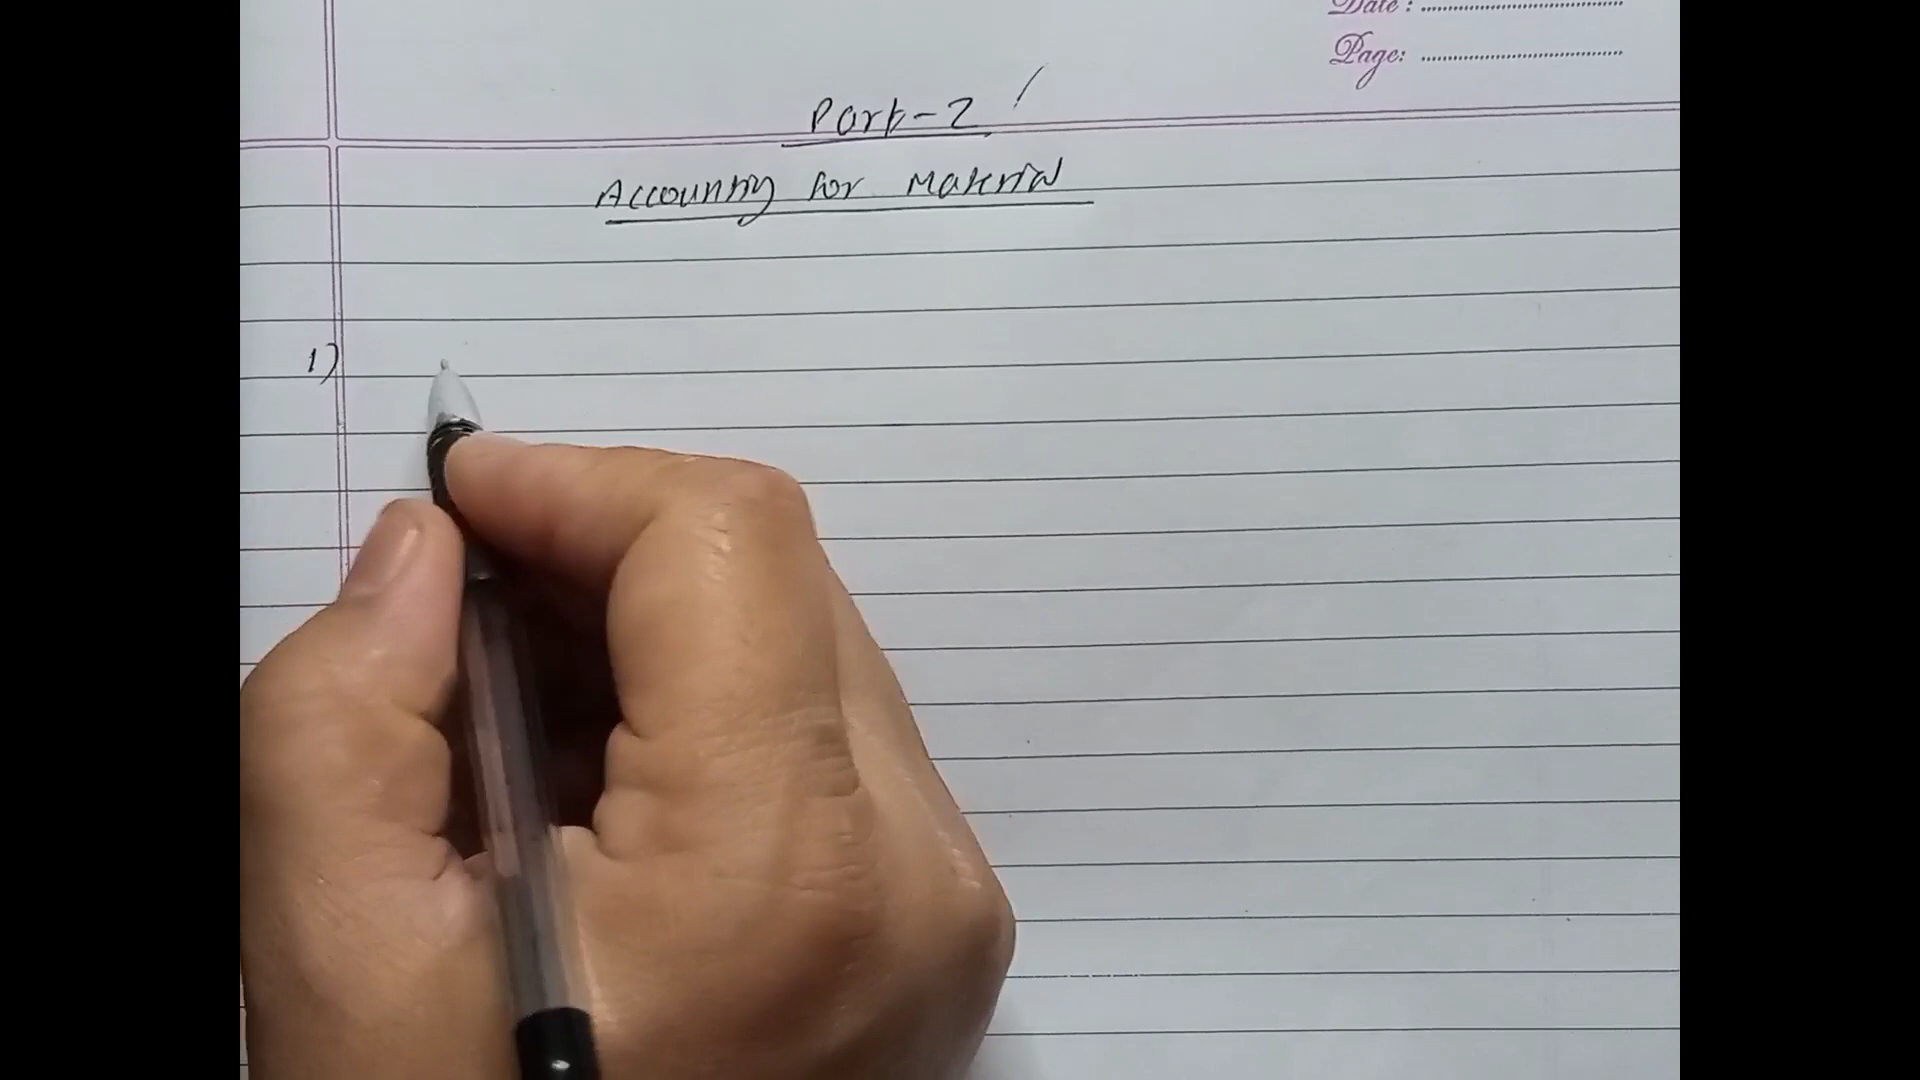 Date : ....................
Page: ....................
Part-2
Accounting for Material
1)